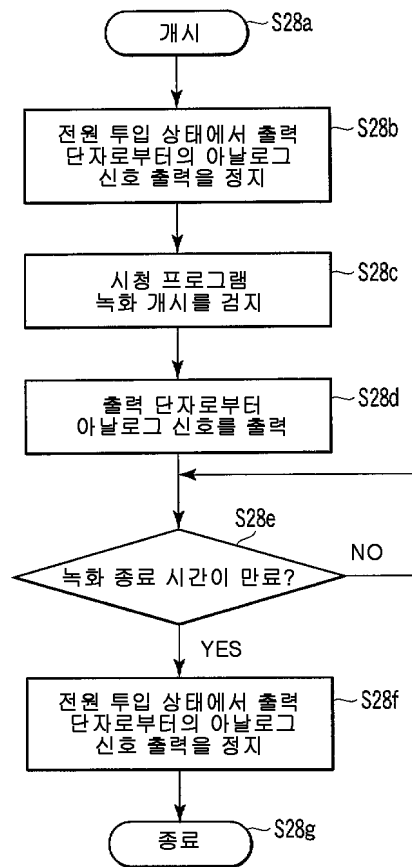 개시
S28a
전원 투입 상태에서 출력
단자로부터의 아날로그
신호 출력을 정지
S28b
시청 프로그램
녹화 개시를 검지
S28c
출력 단자로부터
아날로그 신호를 출력
S28d
S28e
녹화 종료 시간이 만료?
NO
YES
전원 투입 상태에서 출력
단자로부터의 아날로그
신호 출력을 정지
S28f
종료
S28g